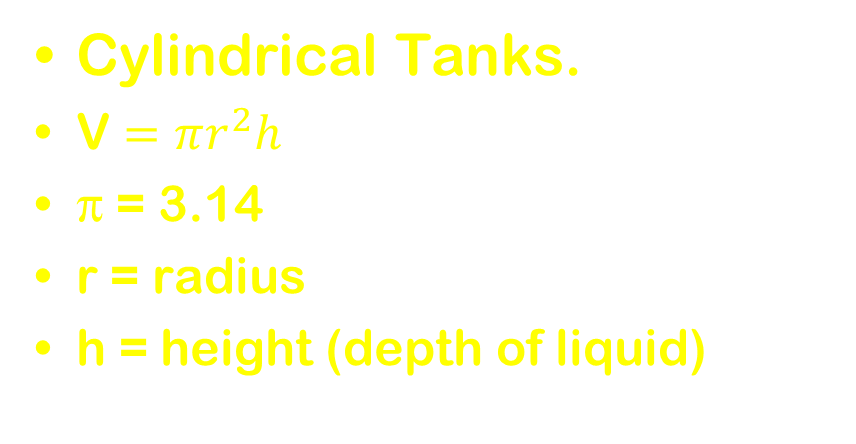 • Cylindrical Tanks.
• V = πr²h
• π = 3.14
• r = radius
• h = height (depth of liquid)